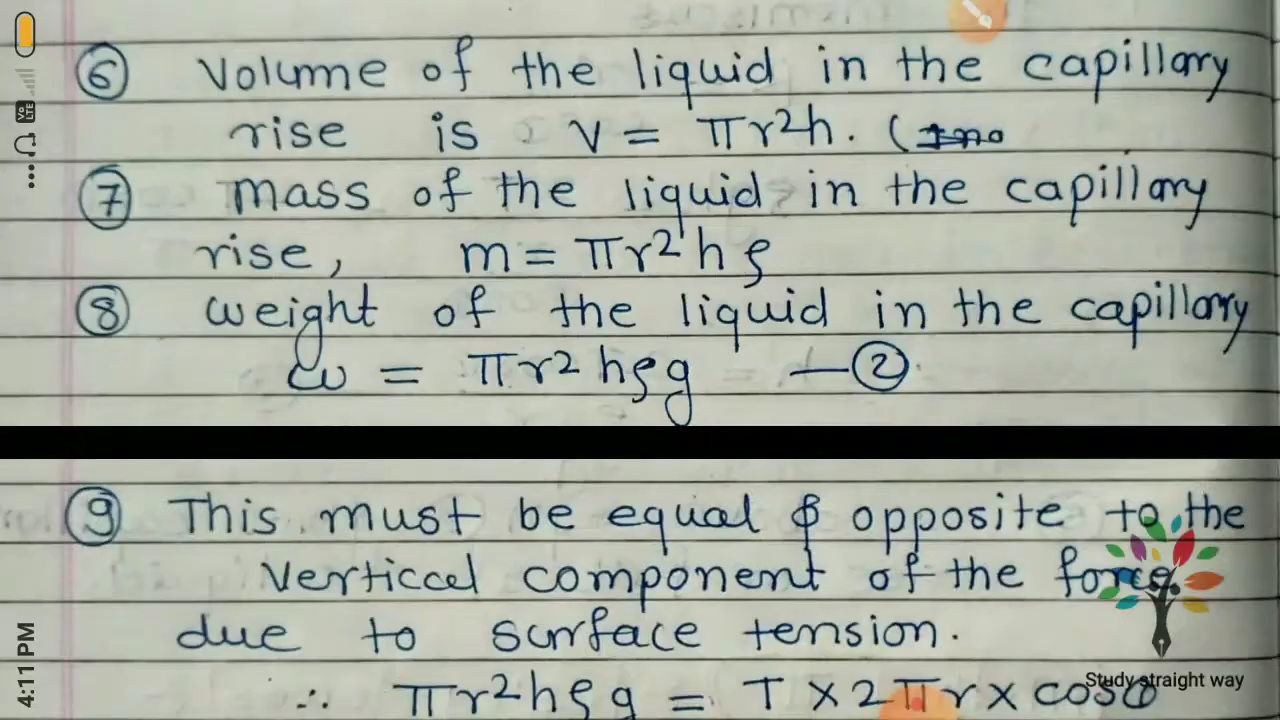 ⑥ Volume of the liquid in the capillary
rise is V = πr²h. (
⑦ mass of the liquid in the capillary
rise, m = πr²hρ
⑧ weight of the liquid in the capillary
ω = πr²hρg —②
⑨ This must be equal & opposite to the
vertical component of the force
due to surface tension.
∴ πr²hρg = T × 2πr × cosθ
Study straight way
4:11 PM
Vo LTE